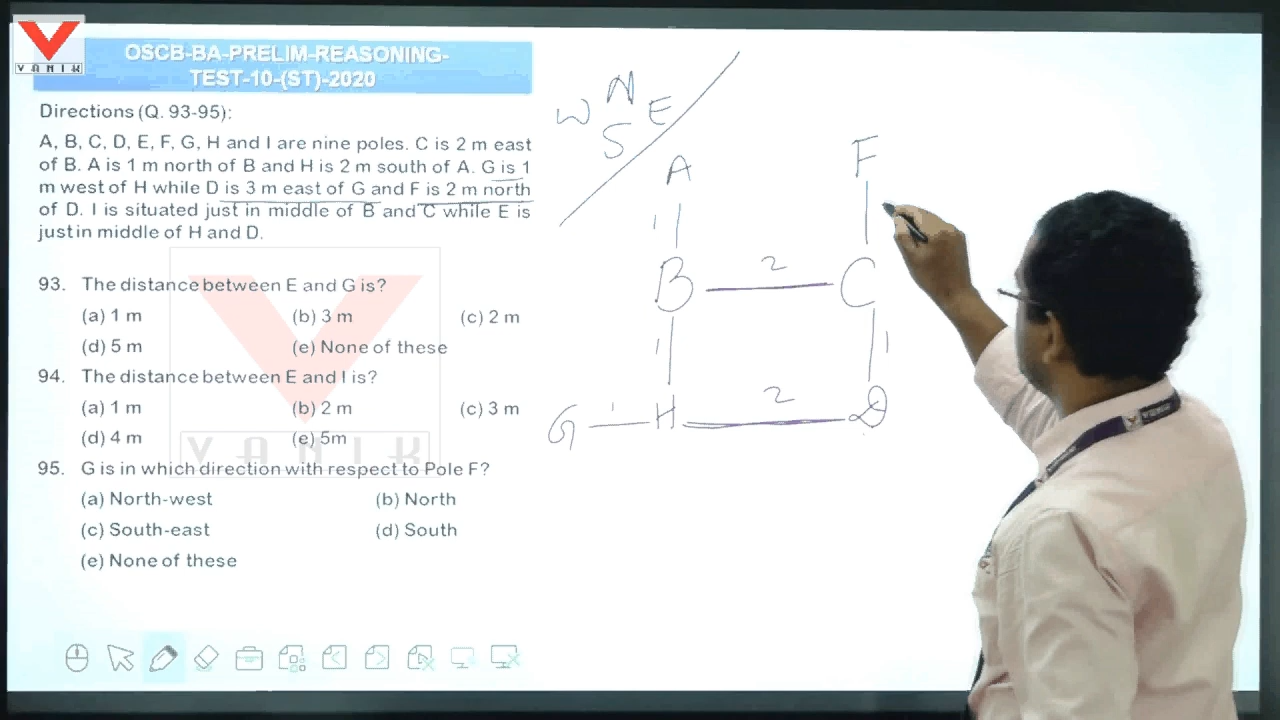 VANIK
OSCB-BA-PRELIM-REASONING-
TEST-10-(ST)-2020
Directions (Q. 93-95):
A, B, C, D, E, F, G, H and I are nine poles. C is 2 m east
of B. A is 1 m north of B and H is 2 m south of A. G is 1
m west of H while D is 3 m east of G and F is 2 m north
of D. I is situated just in middle of B and C while E is
just in middle of H and D.
93. The distance between E and G is?
(a) 1 m (b) 3 m (c) 2 m
(d) 5 m (e) None of these
94. The distance between E and I is?
(a) 1 m (b) 2 m (c) 3 m
(d) 4 m (e) 5m
VANIK
95. G is in which direction with respect to Pole F?
(a) North-west (b) North
(c) South-east (d) South
(e) None of these
N
W E
S
A F
1
B 2 C
1 1
G 1 H 2 D